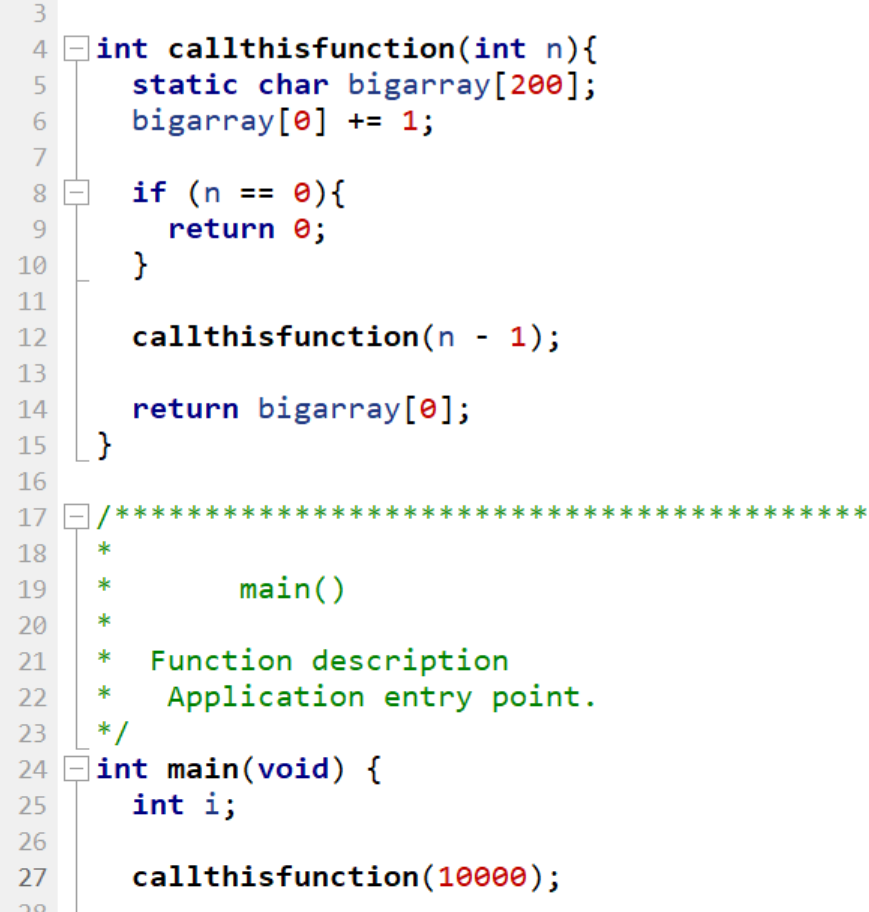 3
4 int callthisfunction(int n){
5 static char bigarray[200];
6 bigarray[0] += 1;
7
8 if (n == 0){
9 return 0;
10 }
11
12 callthisfunction(n - 1);
13
14 return bigarray[0];
15 }
16
17 /******************************************
18 *
19 * main()
20 *
21 * Function description
22 * Application entry point.
23 */
24 int main(void) {
25 int i;
26
27 callthisfunction(10000);
28